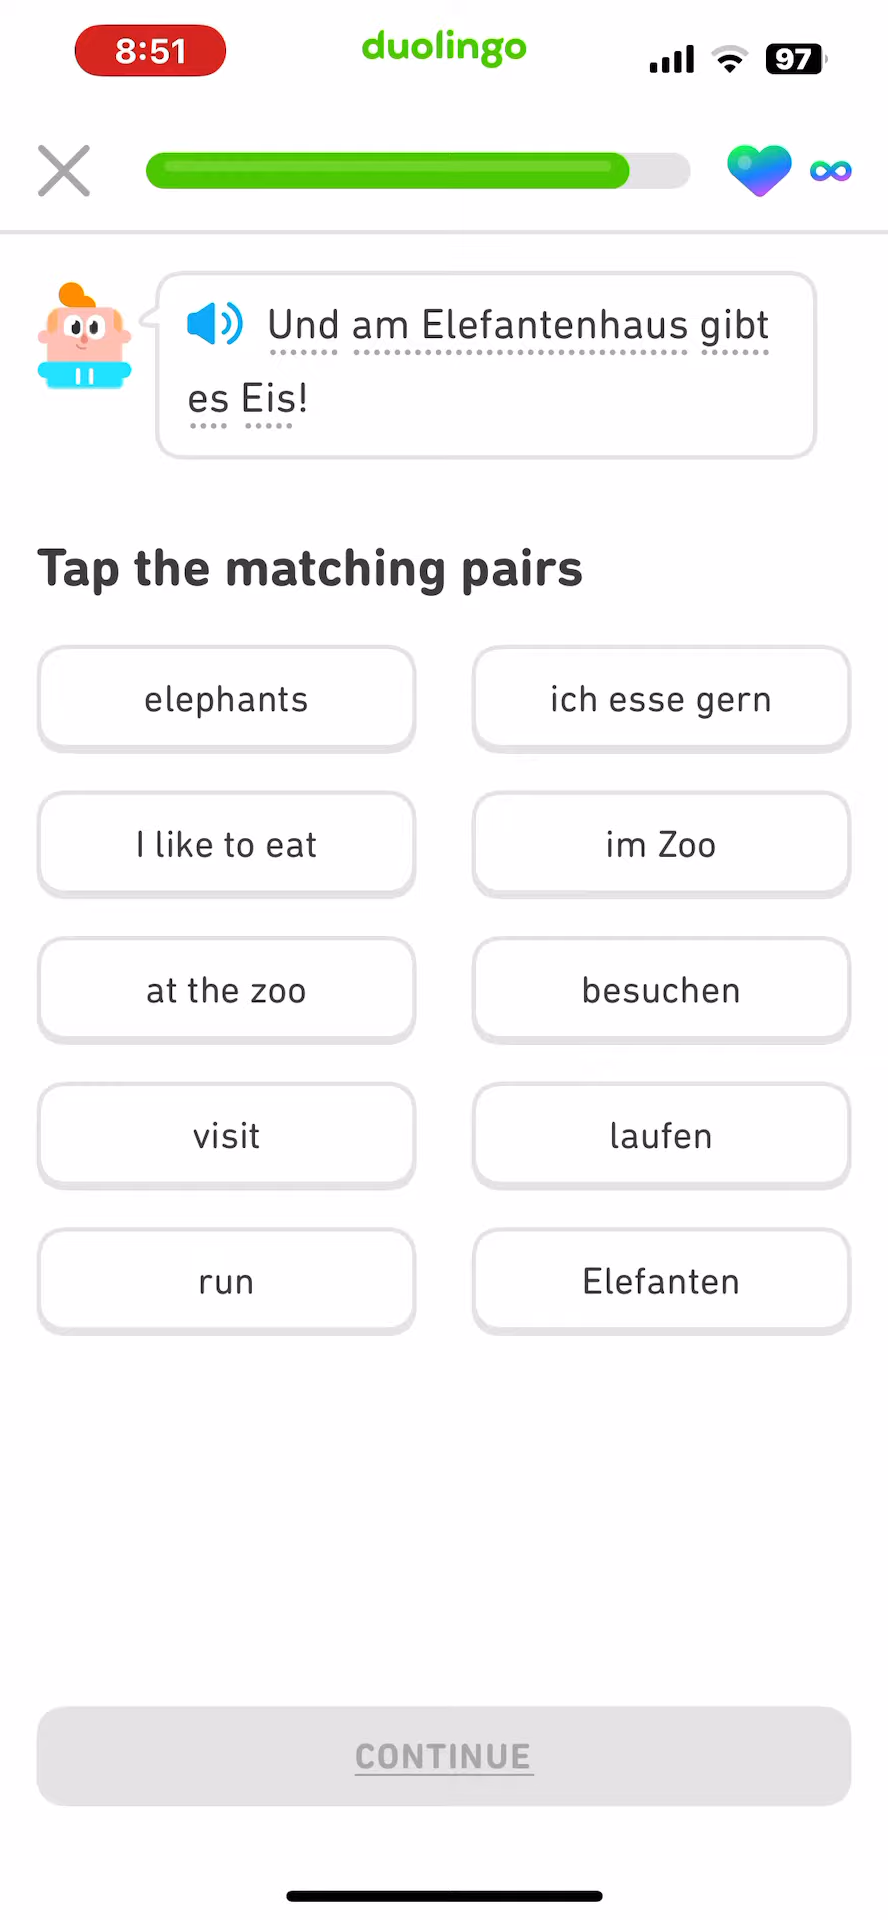 8:51
duolingo
97
Und am Elefantenhaus gibt
es Eis!
Tap the matching pairs
elephants
ich esse gern
I like to eat
im Zoo
at the zoo
besuchen
visit
laufen
run
Elefanten
CONTINUE